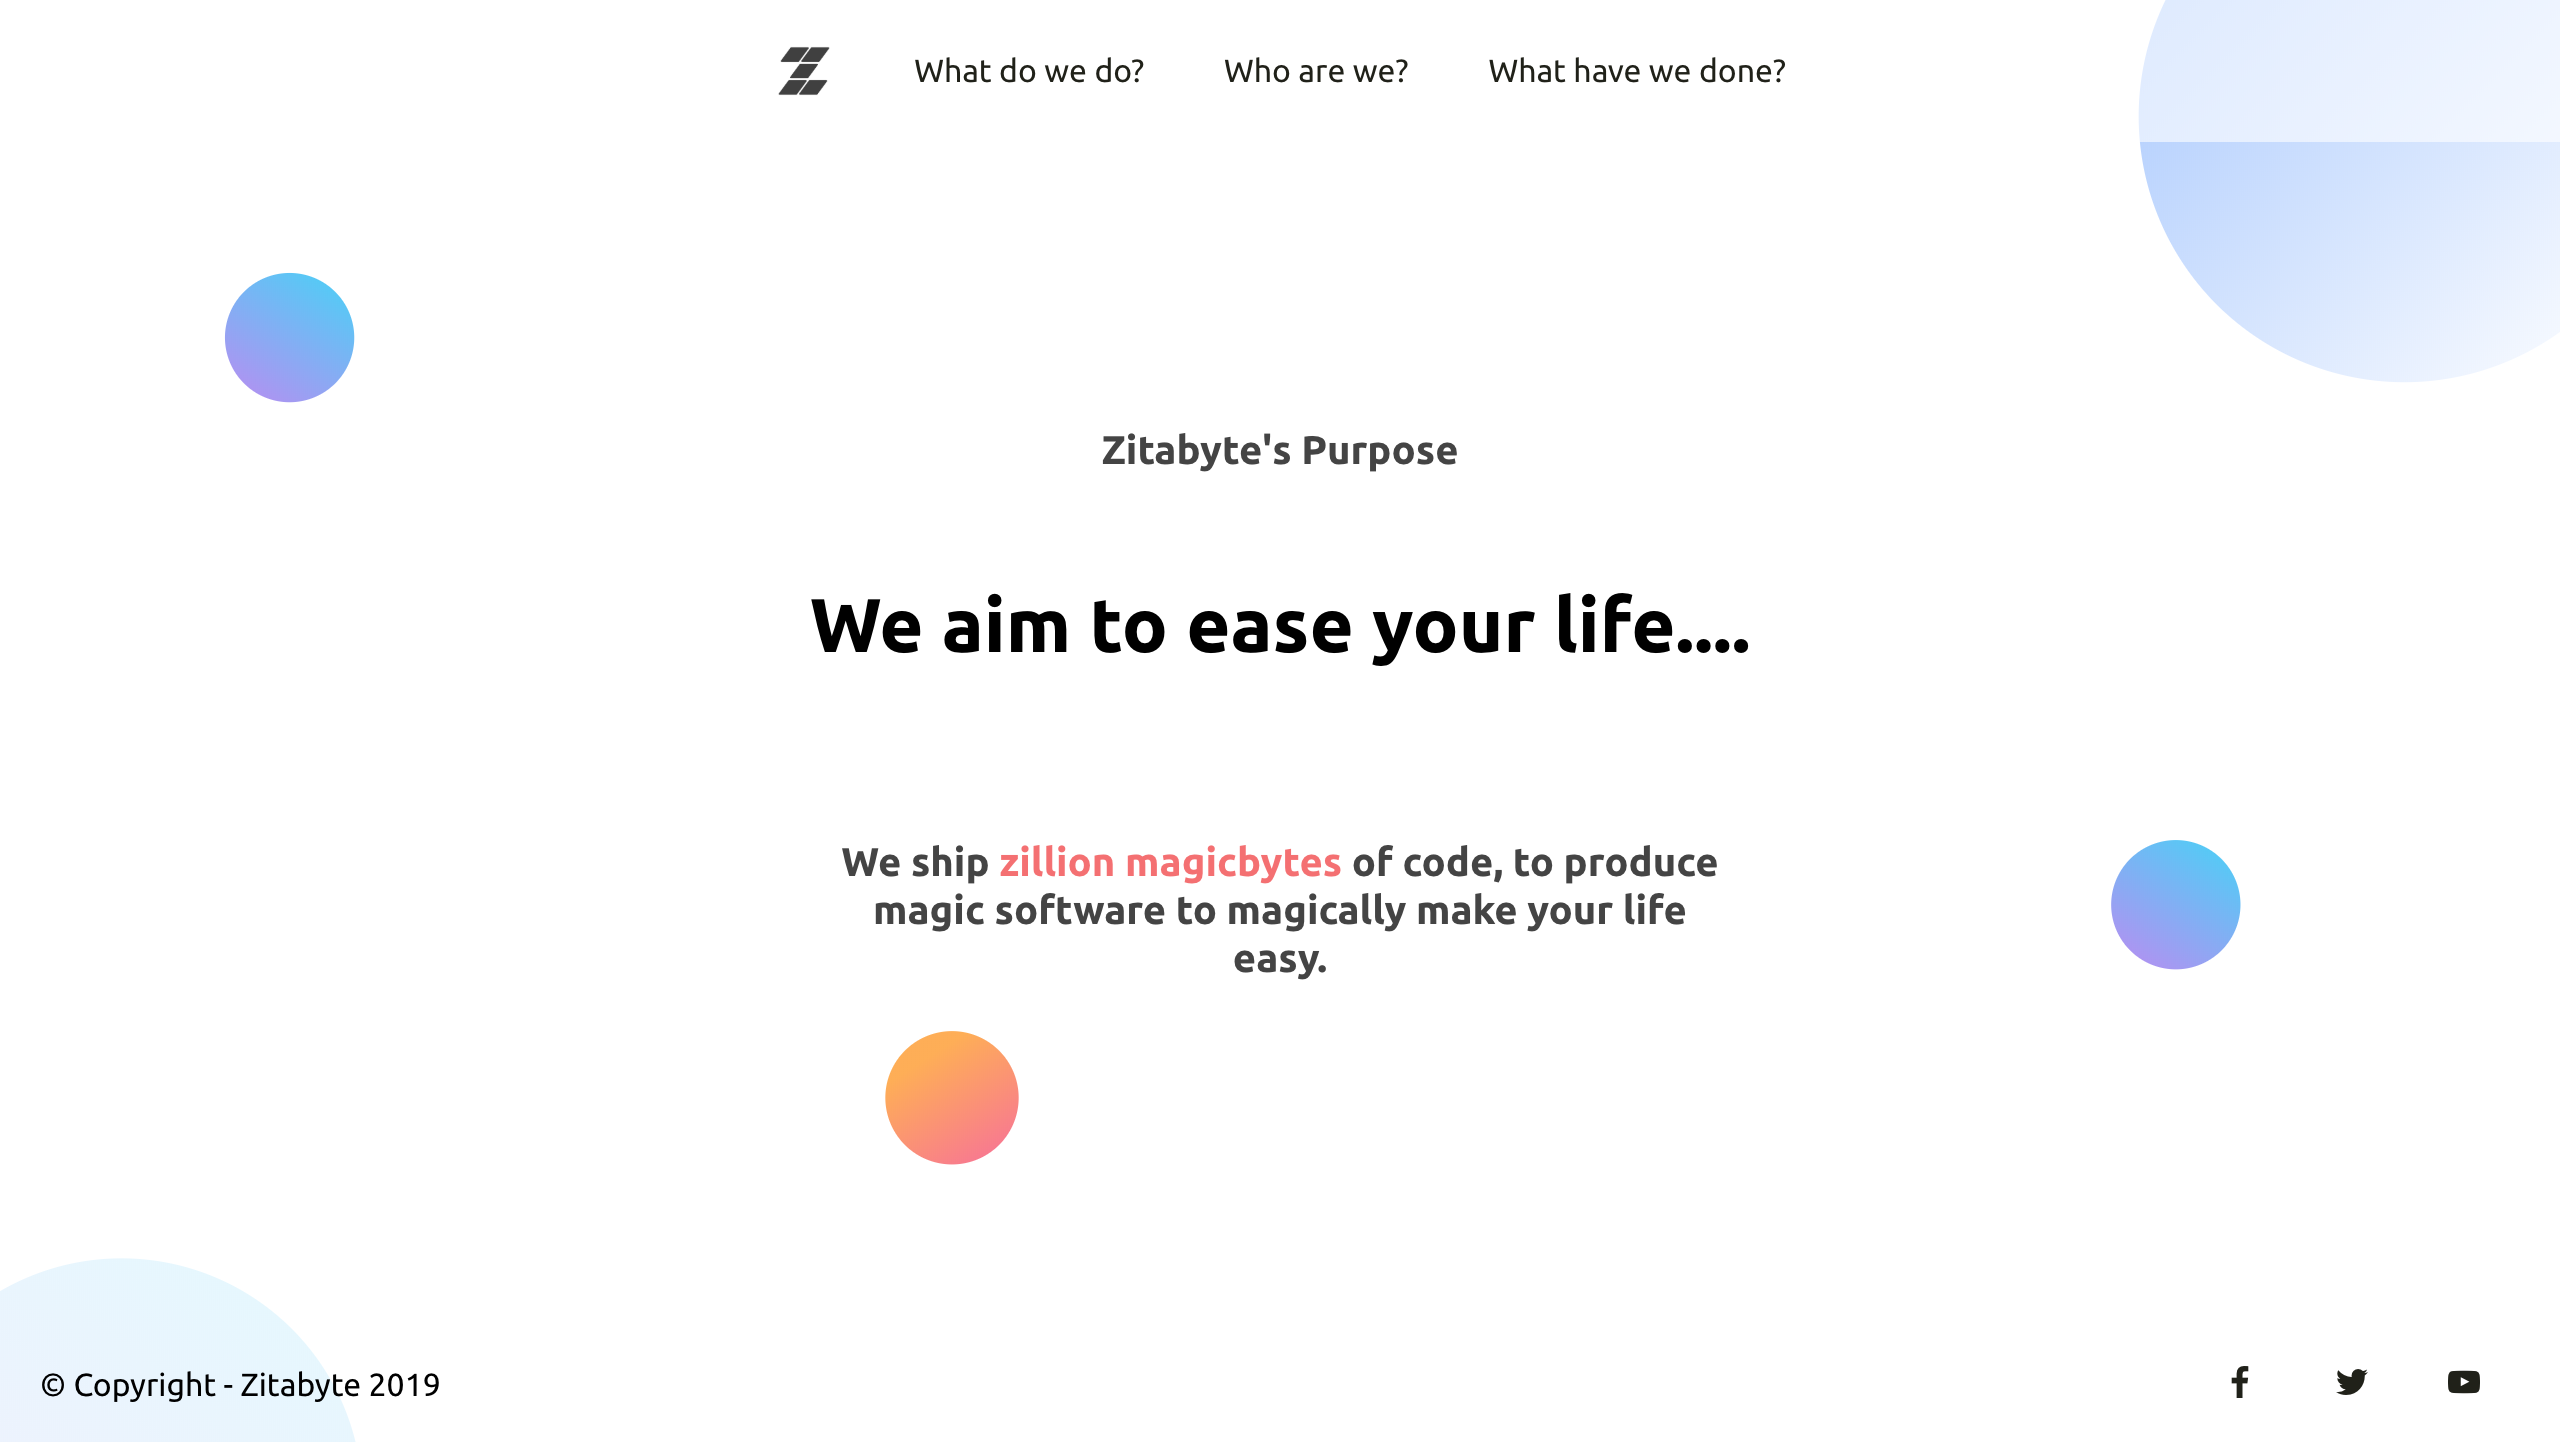 What do we do?
Who are we?
What have we done?
Zitabyte's Purpose
We aim to ease your life....
We ship zillion magicbytes of code, to produce
magic software to magically make your life
easy.
© Copyright - Zitabyte 2019